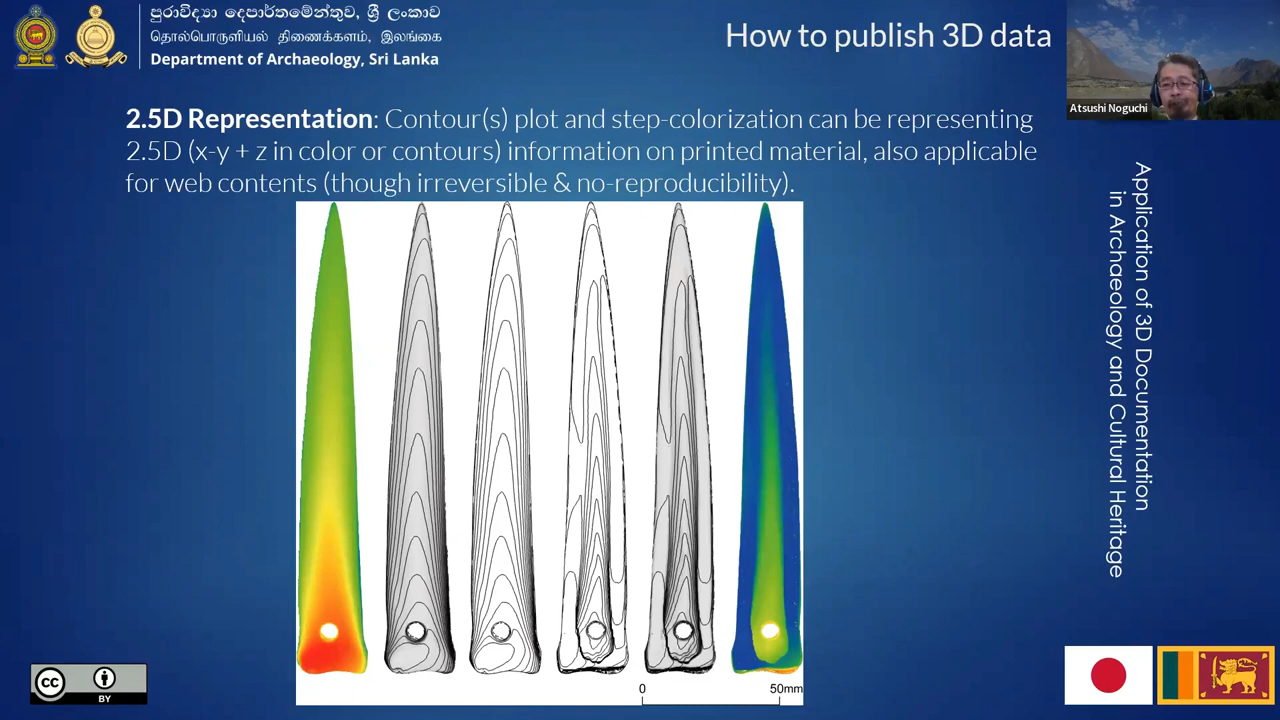 පුරාවිද්‍යා දෙපාර්තමේන්තුව, ශ්‍රී ලංකාව
தொல்பொருளியல் திணைக்களம், இலங்கை
Department of Archaeology, Sri Lanka
How to publish 3D data
Atsushi Noguchi
2.5D Representation: Contour(s) plot and step-colorization can be representing
2.5D (x-y + z in color or contours) information on printed material, also applicable
for web contents (though irreversible & no-reproducibility).
Application of 3D Documentation
in Archaeology and Cultural Heritage
0 50mm
CC BY